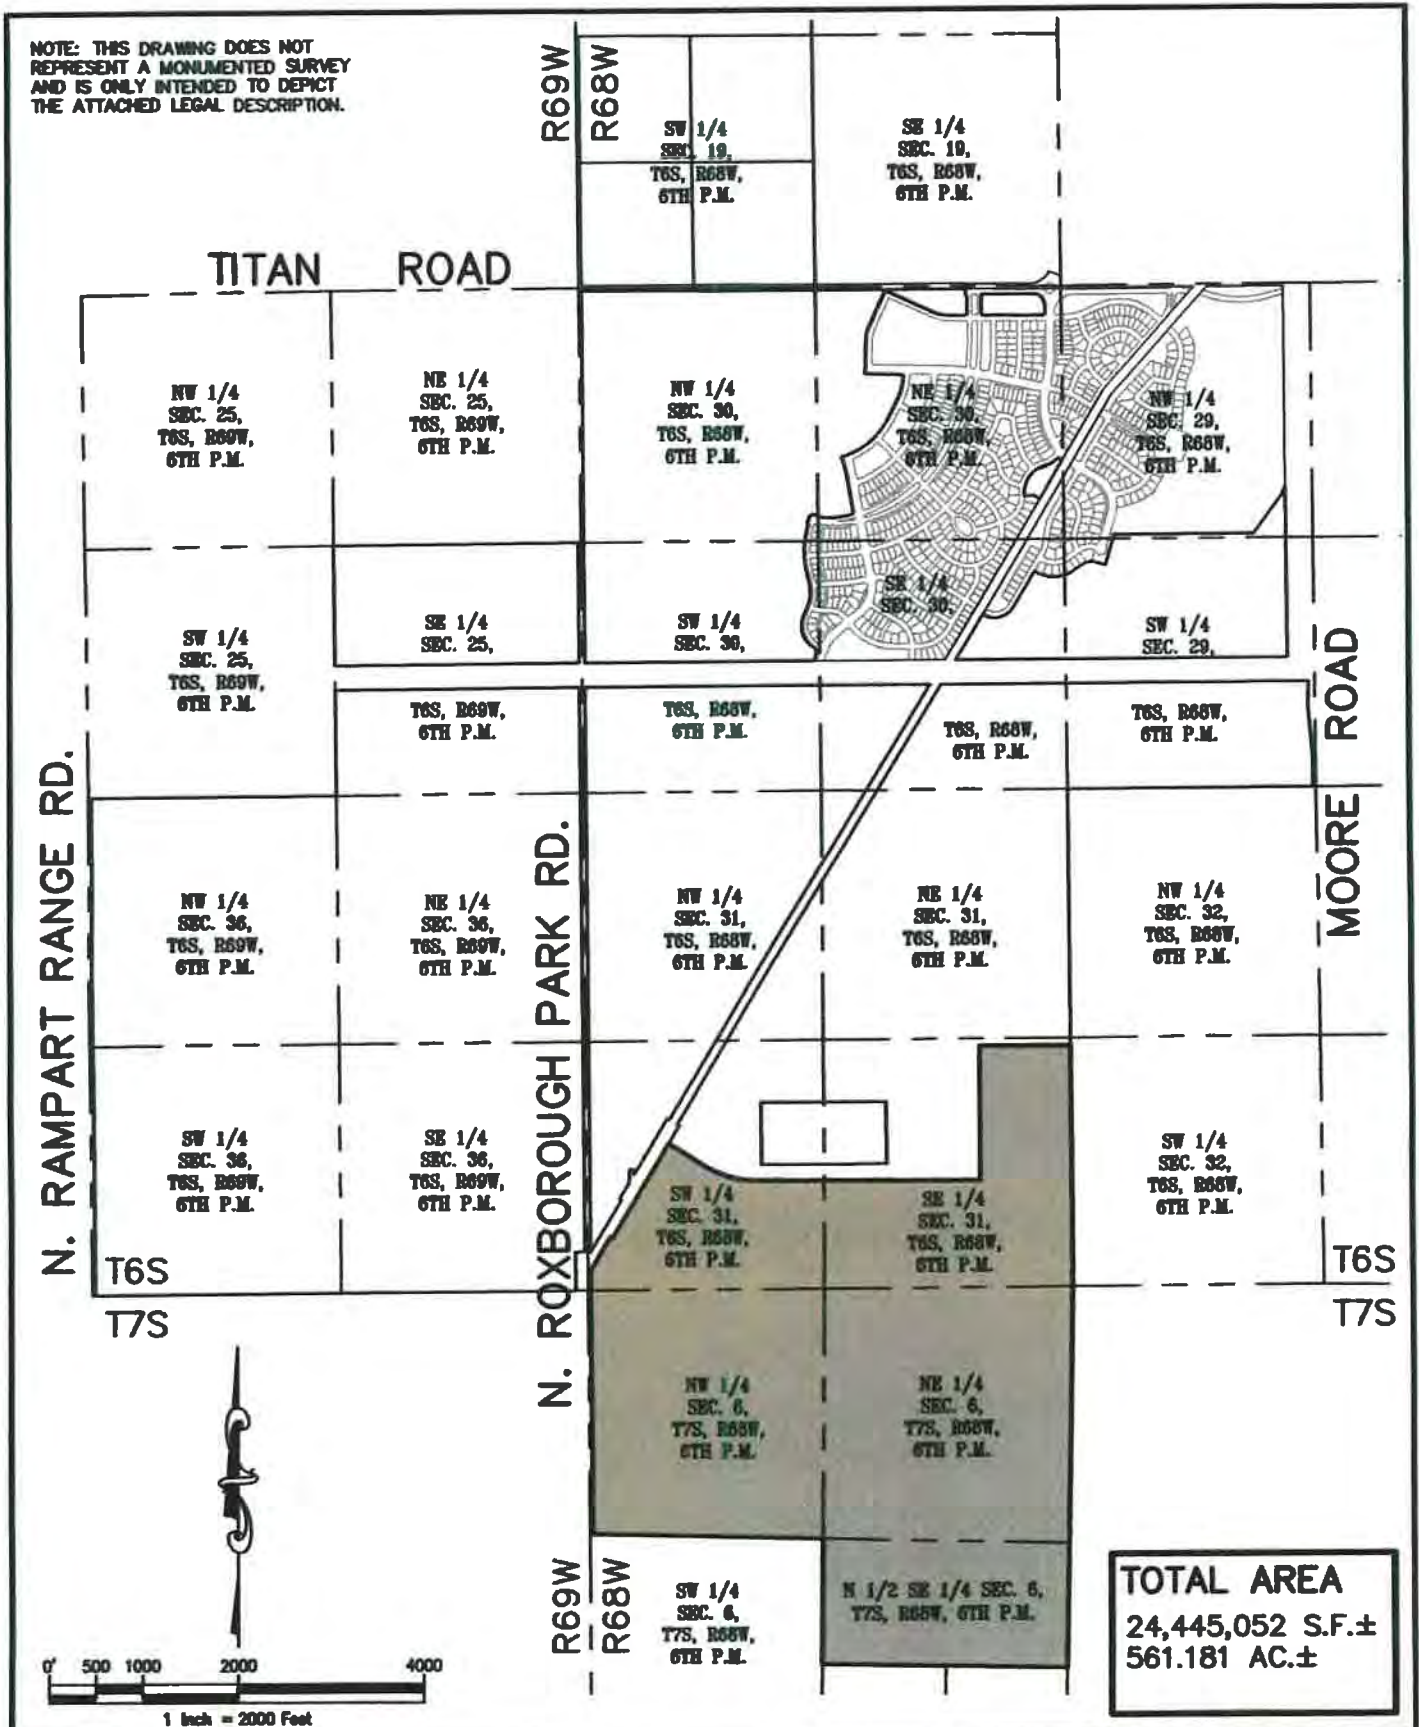 NOTE: THIS DRAWING DOES NOT
REPRESENT A MONUMENTED SURVEY
AND IS ONLY INTENDED TO DEPICT
THE ATTACHED LEGAL DESCRIPTION.
R69W
R68W
SW 1/4
SEC. 19,
T6S, R68W,
6TH P.M.
SE 1/4
SEC. 19,
T6S, R68W,
6TH P.M.
TITAN ROAD
NW 1/4
SEC. 25,
T6S, R69W,
6TH P.M.
NE 1/4
SEC. 25,
T6S, R69W,
6TH P.M.
NW 1/4
SEC. 30,
T6S, R68W,
6TH P.M.
NE 1/4
SEC. 30,
T6S, R68W,
6TH P.M.
NW 1/4
SEC. 29,
T6S, R68W,
6TH P.M.
SW 1/4
SEC. 25,
T6S, R69W,
6TH P.M.
SE 1/4
SEC. 25,
T6S, R69W,
6TH P.M.
SW 1/4
SEC. 30,
T6S, R68W,
6TH P.M.
SE 1/4
SEC. 30,
T6S, R68W,
6TH P.M.
SW 1/4
SEC. 29,
T6S, R68W,
6TH P.M.
N. RAMPART RANGE RD.
N. ROXBOROUGH PARK RD.
MOORE ROAD
NW 1/4
SEC. 36,
T6S, R69W,
6TH P.M.
NE 1/4
SEC. 36,
T6S, R69W,
6TH P.M.
NW 1/4
SEC. 31,
T6S, R68W,
6TH P.M.
NE 1/4
SEC. 31,
T6S, R68W,
6TH P.M.
NW 1/4
SEC. 32,
T6S, R68W,
6TH P.M.
SW 1/4
SEC. 36,
T6S, R69W,
6TH P.M.
SE 1/4
SEC. 36,
T6S, R69W,
6TH P.M.
SW 1/4
SEC. 31,
T6S, R68W,
6TH P.M.
SE 1/4
SEC. 31,
T6S, R68W,
6TH P.M.
SW 1/4
SEC. 32,
T6S, R68W,
6TH P.M.
T6S
T7S
T6S
T7S
NW 1/4
SEC. 6,
T7S, R68W,
6TH P.M.
NE 1/4
SEC. 6,
T7S, R68W,
6TH P.M.
R69W
R68W
SW 1/4
SEC. 6,
T7S, R68W,
6TH P.M.
N 1/2 SE 1/4 SEC. 6,
T7S, R68W, 6TH P.M.
TOTAL AREA
24,445,052 S.F.±
561.181 AC.±
0' 500 1000 2000 4000
1 Inch = 2000 Feet